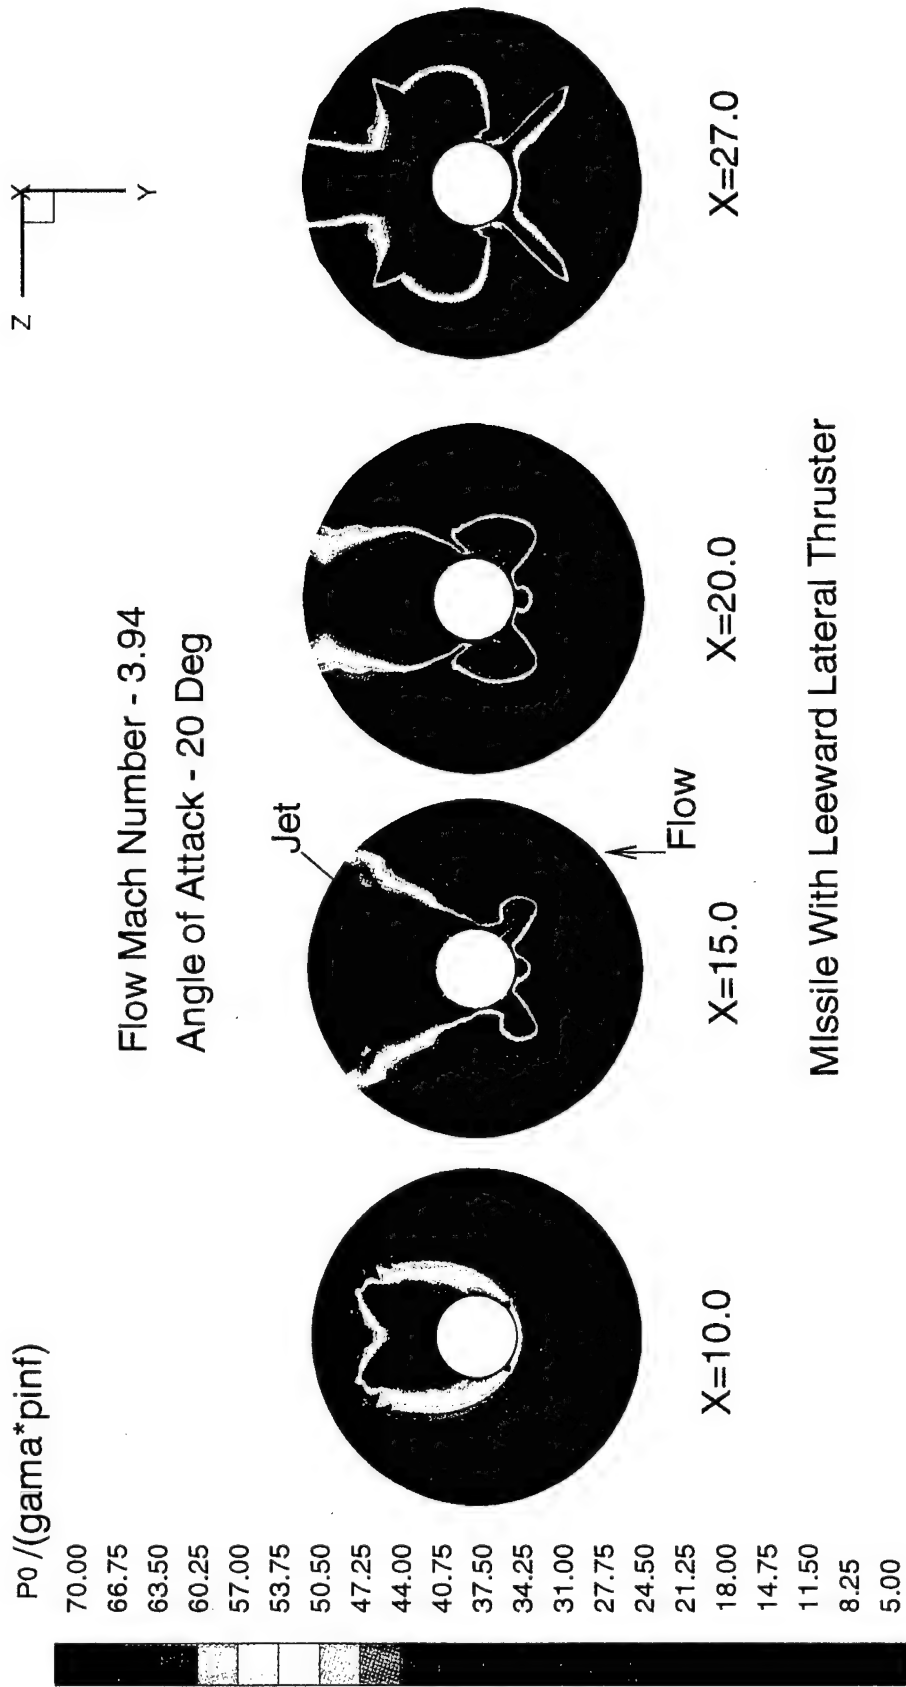 P0/(gama*pinf)
70.00
66.75
63.50
60.25
57.00
53.75
50.50
47.25
44.00
40.75
37.50
34.25
31.00
27.75
24.50
21.25
18.00
14.75
11.50
8.25
5.00
Flow Mach Number - 3.94
Angle of Attack - 20 Deg
Z
X
Y
Jet
Flow
X=10.0
X=15.0
X=20.0
X=27.0
MIssile With Leeward Lateral Thruster